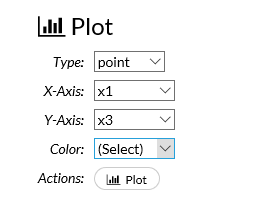 Plot
Type: point
X-Axis: x1
Y-Axis: x3
Color: (Select)
Actions: Plot